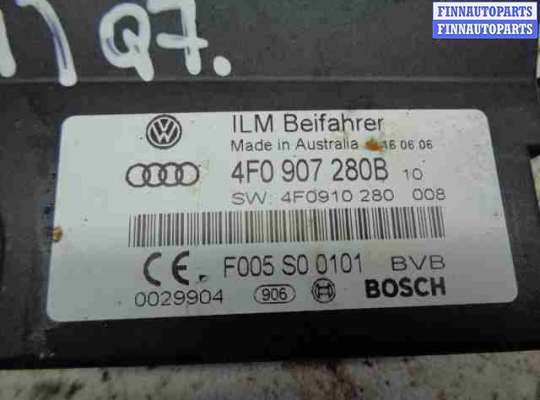 FINNAUTOPARTS
FINNAUTOPARTS
FINNAUTOPARTS
Q7.
ILM Beifahrer
Made in Australia 16 06 06
4F0 907 280B 10
SW: 4F0910 280 008
CE F005 S0 0101 BVB
0029904 906 BOSCH